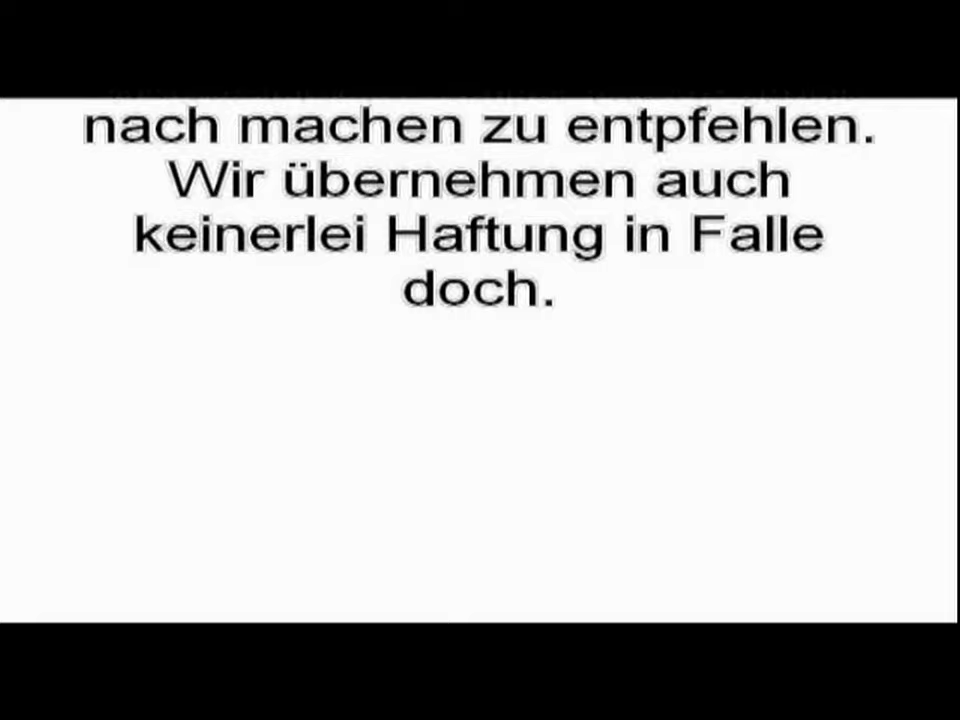 nach machen zu entpfehlen.
Wir übernehmen auch
keinerlei Haftung in Falle
doch.